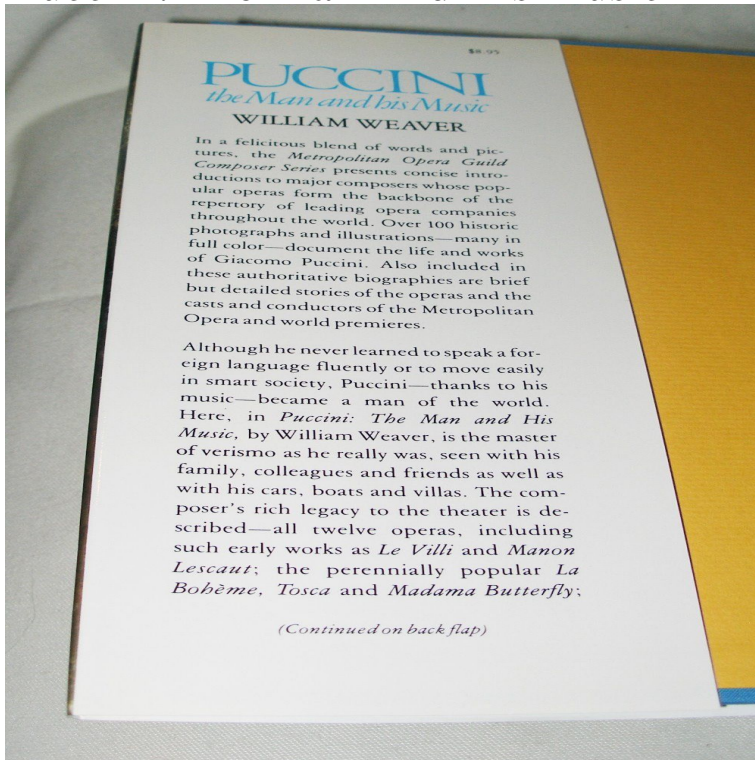 $8.95
PUCCINI
the Man and his Music
WILLIAM WEAVER
In a felicitous blend of words and pic-
tures, the Metropolitan Opera Guild
Composer Series presents concise intro-
ductions to major composers whose pop-
ular operas form the backbone of the
repertory of leading opera companies
throughout the world. Over 100 historic
photographs and illustrations—many in
full color—document the life and works
of Giacomo Puccini. Also included in
these authoritative biographies are brief
but detailed stories of the operas and the
casts and conductors of the Metropolitan
Opera and world premieres.
Although he never learned to speak a for-
eign language fluently or to move easily
in smart society, Puccini—thanks to his
music—became a man of the world.
Here, in Puccini: The Man and His
Music, by William Weaver, is the master
of verismo as he really was, seen with his
family, colleagues and friends as well as
with his cars, boats and villas. The com-
poser's rich legacy to the theater is de-
scribed—all twelve operas, including
such early works as Le Villi and Manon
Lescaut; the perennially popular La
Bohème, Tosca and Madama Butterfly;
(Continued on back flap)